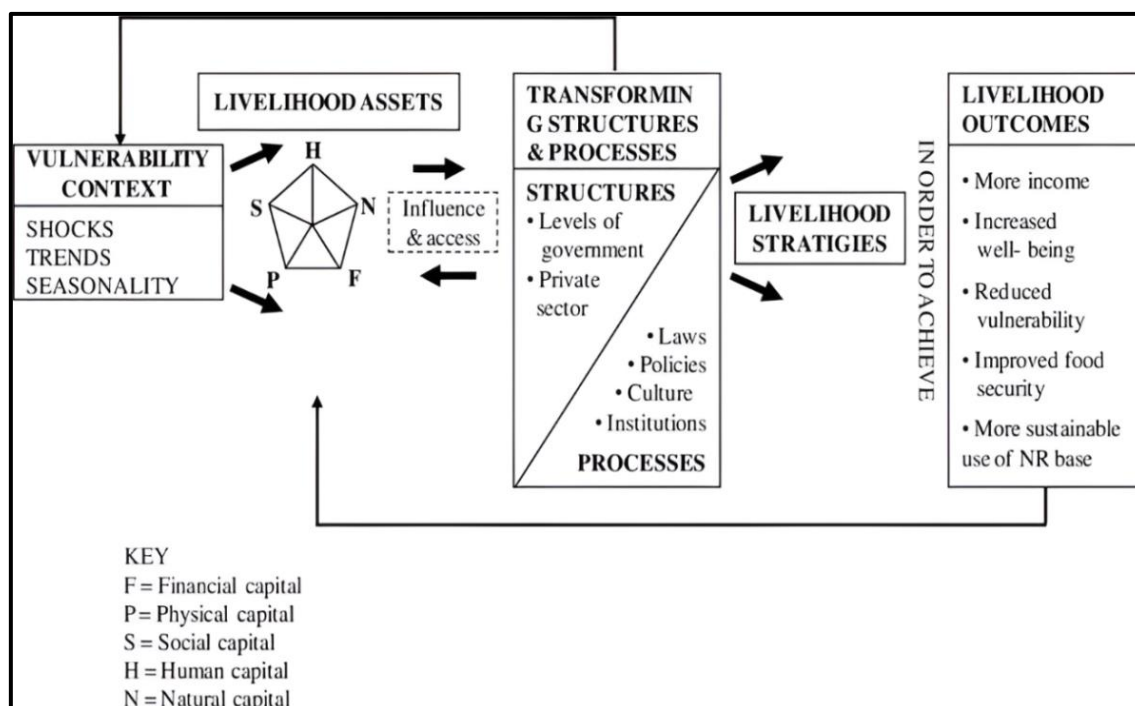 LIVELIHOOD ASSETS
H
S
N
P
F
VULNERABILITY
CONTEXT
SHOCKS
TRENDS
SEASONALITY
Influence
& access
TRANSFORMIN
G STRUCTURES
& PROCESSES
STRUCTURES
• Levels of
government
• Private
sector
• Laws
• Policies
• Culture
• Institutions
PROCESSES
LIVELIHOOD
STRATIGIES
IN ORDER TO ACHIEVE
LIVELIHOOD
OUTCOMES
• More income
• Increased
well- being
• Reduced
vulnerability
• Improved food
security
• More sustainable
use of NR base
KEY
F = Financial capital
P= Physical capital
S = Social capital
H = Human capital
N = Natural capital